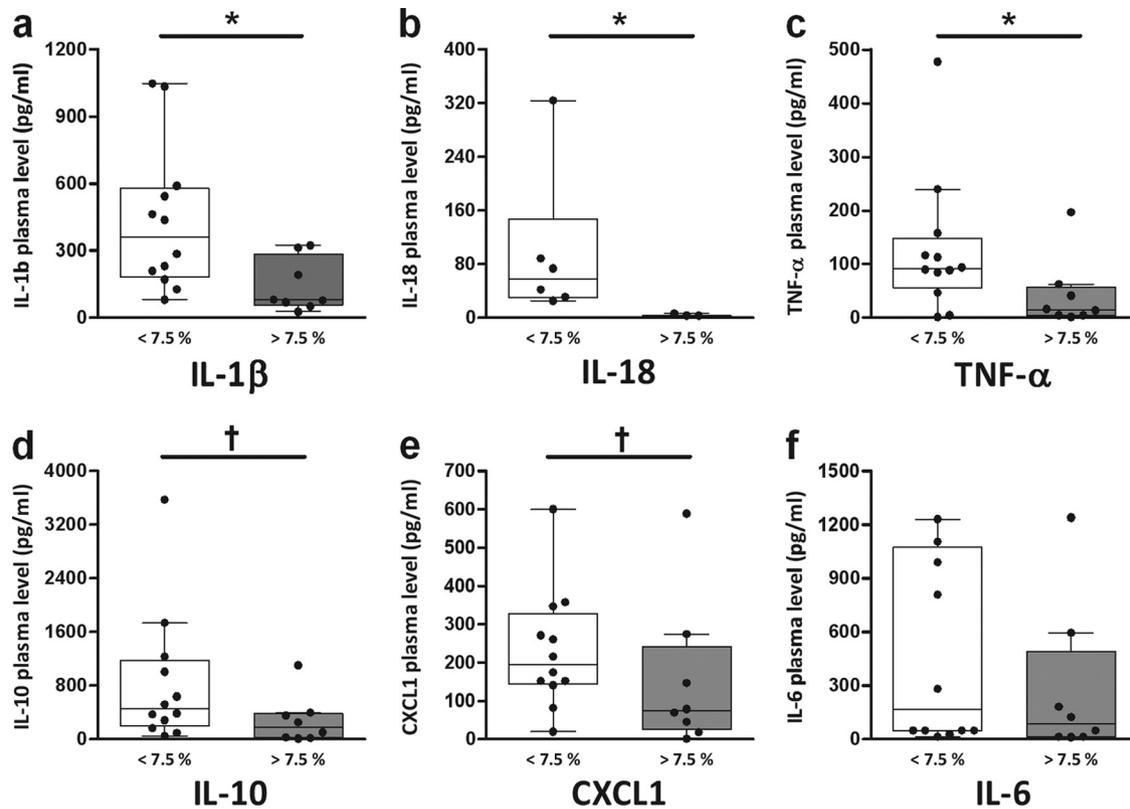 a
*
IL-1b plasma level (pg/ml)
1200
900
600
300
0
< 7.5 %
> 7.5 %
IL-1β
b
*
IL-18 plasma level (pg/ml)
400
320
240
160
80
0
< 7.5 %
> 7.5 %
IL-18
c
*
TNF-α plasma level (pg/ml)
500
400
300
200
100
0
< 7.5 %
> 7.5 %
TNF-α
d
†
IL-10 plasma level (pg/ml)
4000
3200
2400
1600
800
0
< 7.5 %
> 7.5 %
IL-10
e
†
CXCL1 plasma level (pg/ml)
700
600
500
400
300
200
100
0
< 7.5 %
> 7.5 %
CXCL1
f
IL-6 plasma level (pg/ml)
1500
1200
900
600
300
0
< 7.5 %
> 7.5 %
IL-6